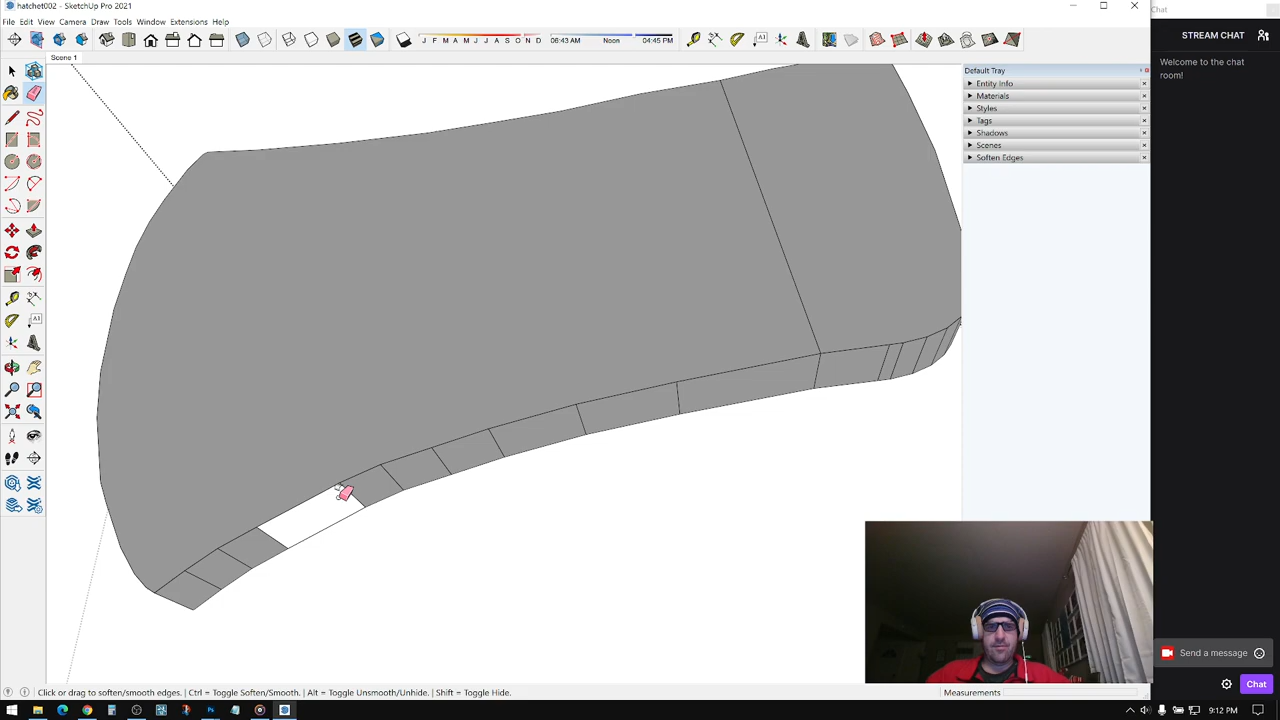 hatchet002 - SketchUp Pro 2021
Chat
File Edit View Camera Draw Tools Window Extensions Help
STREAM CHAT
J F M A M J J A S O N D 06:43 AM Noon 04:45 PM
Scene 1
Welcome to the chat
room!
Default Tray
Entity Info
Materials
Styles
Tags
Shadows
Scenes
Soften Edges
Send a message
Click or drag to soften/smooth edges. | Ctrl = Toggle Soften/Smooth. | Alt = Toggle Unsmooth/Unhide. | Shift = Toggle Hide.
Measurements
Chat
9:12 PM